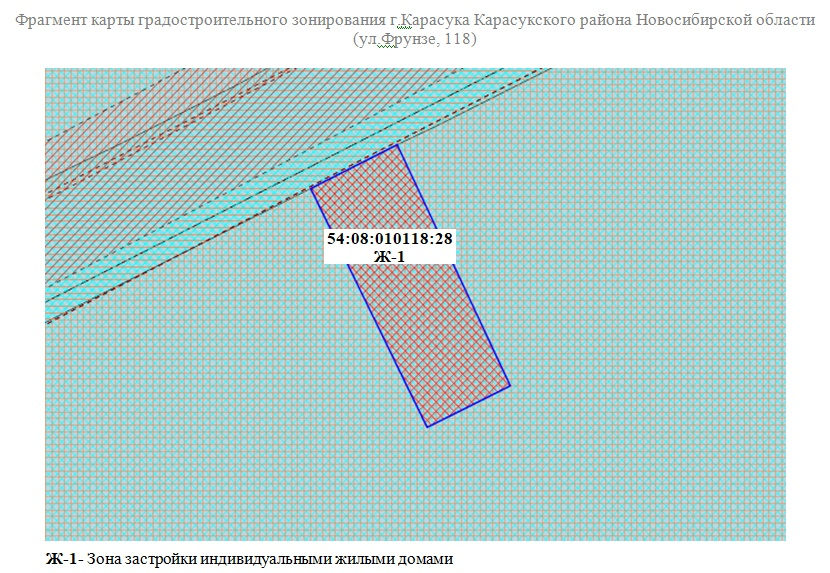 Фрагмент карты градостроительного зонирования г.Карасука Карасукского района Новосибирской области
(ул.Фрунзе, 118)
54:08:010118:28
Ж-1
Ж-1- Зона застройки индивидуальными жилыми домами